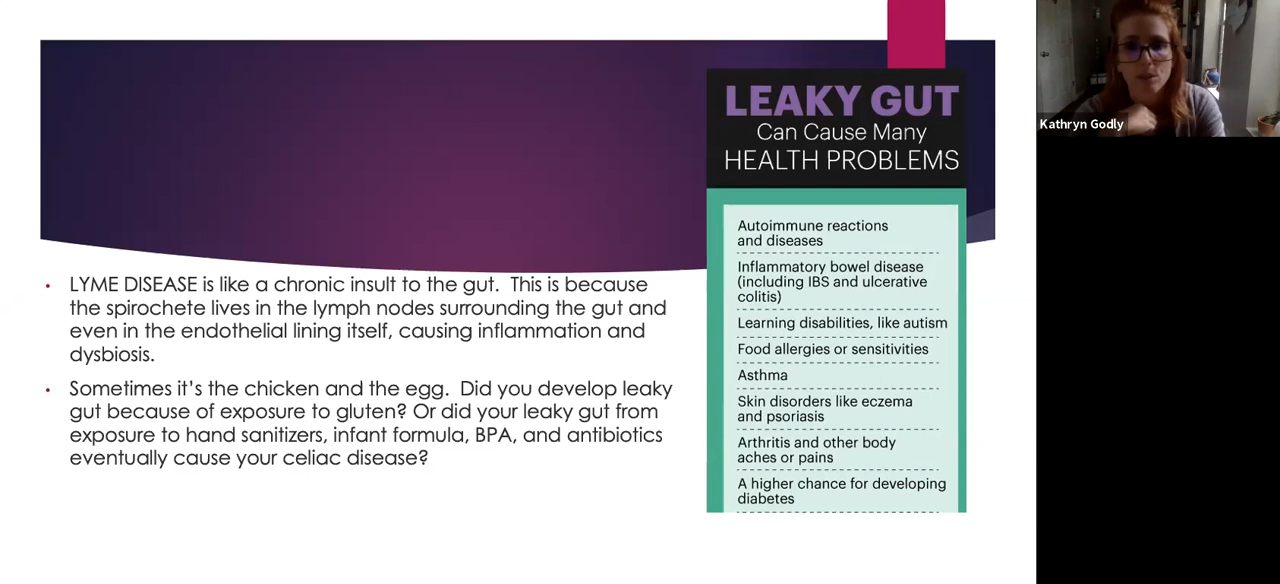 LEAKY GUT
Can Cause Many
HEALTH PROBLEMS
Autoimmune reactions
and diseases
Inflammatory bowel disease
(including IBS and ulcerative
colitis)
Learning disabilities, like autism
Food allergies or sensitivities
Asthma
Skin disorders like eczema
and psoriasis
Arthritis and other body
aches or pains
A higher chance for developing
diabetes
• LYME DISEASE is like a chronic insult to the gut.  This is because
the spirochete lives in the lymph nodes surrounding the gut and
even in the endothelial lining itself, causing inflammation and
dysbiosis.
• Sometimes it’s the chicken and the egg.  Did you develop leaky
gut because of exposure to gluten? Or did your leaky gut from
exposure to hand sanitizers, infant formula, BPA, and antibiotics
eventually cause your celiac disease?
Kathryn Godly